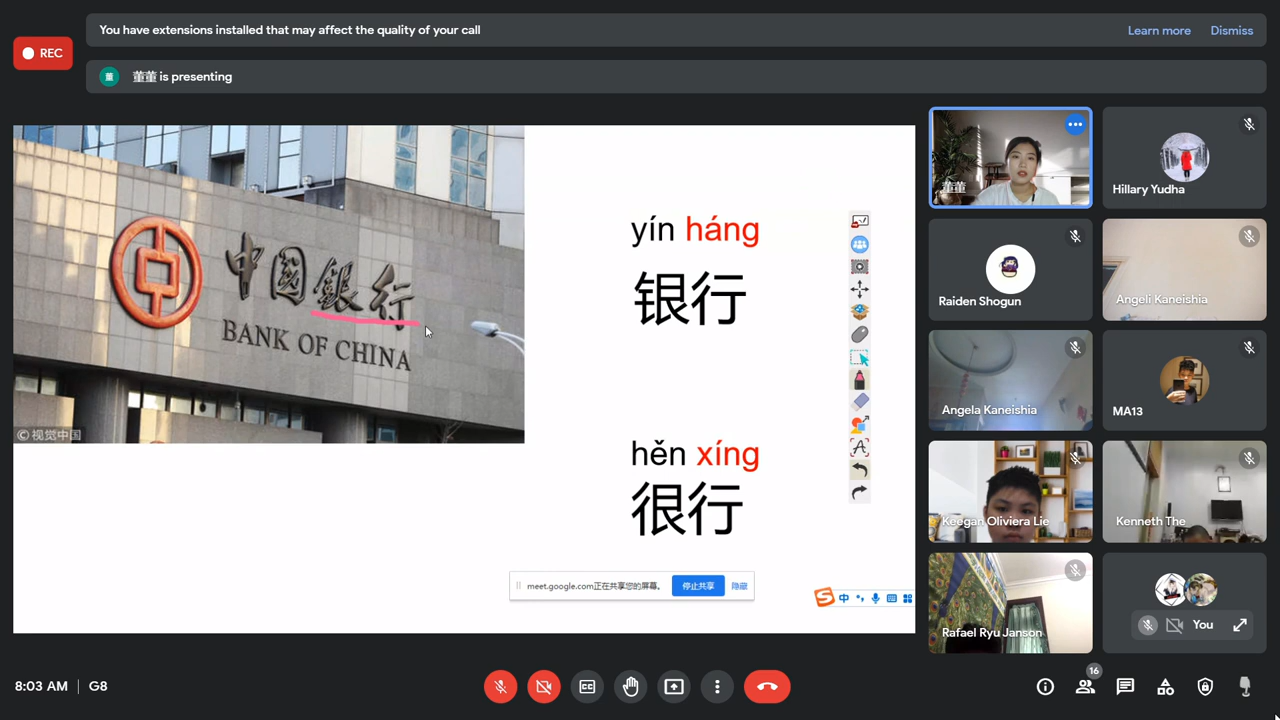 You have extensions installed that may affect the quality of your call
Learn more
Dismiss
REC
董
董董 is presenting
中國銀行
BANK OF CHINA
©视觉中国
yín háng
银行
hěn xíng
很行
meet.google.com正在共享您的屏幕。
停止共享
隐藏
S 中
董董
Hillary Yudha
Raiden Shogun
Angeli Kaneishia
Angela Kaneishia
MA13
Keegan Oliviera Lie
Kenneth The
Rafael Ryu Janson
You
8:03 AM | G8
16